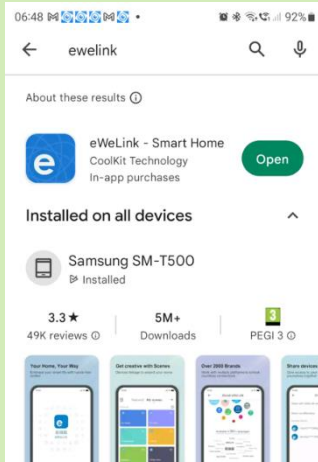 06:48
92%
ewelink
About these results
eWeLink - Smart Home
CoolKit Technology
In-app purchases
Open
Installed on all devices
Samsung SM-T500
Installed
3.3★
5M+
3
49K reviews
Downloads
PEGI 3
Your Home, Your Way
Get creative with Scenes
Over 2800 Brands
Share devices